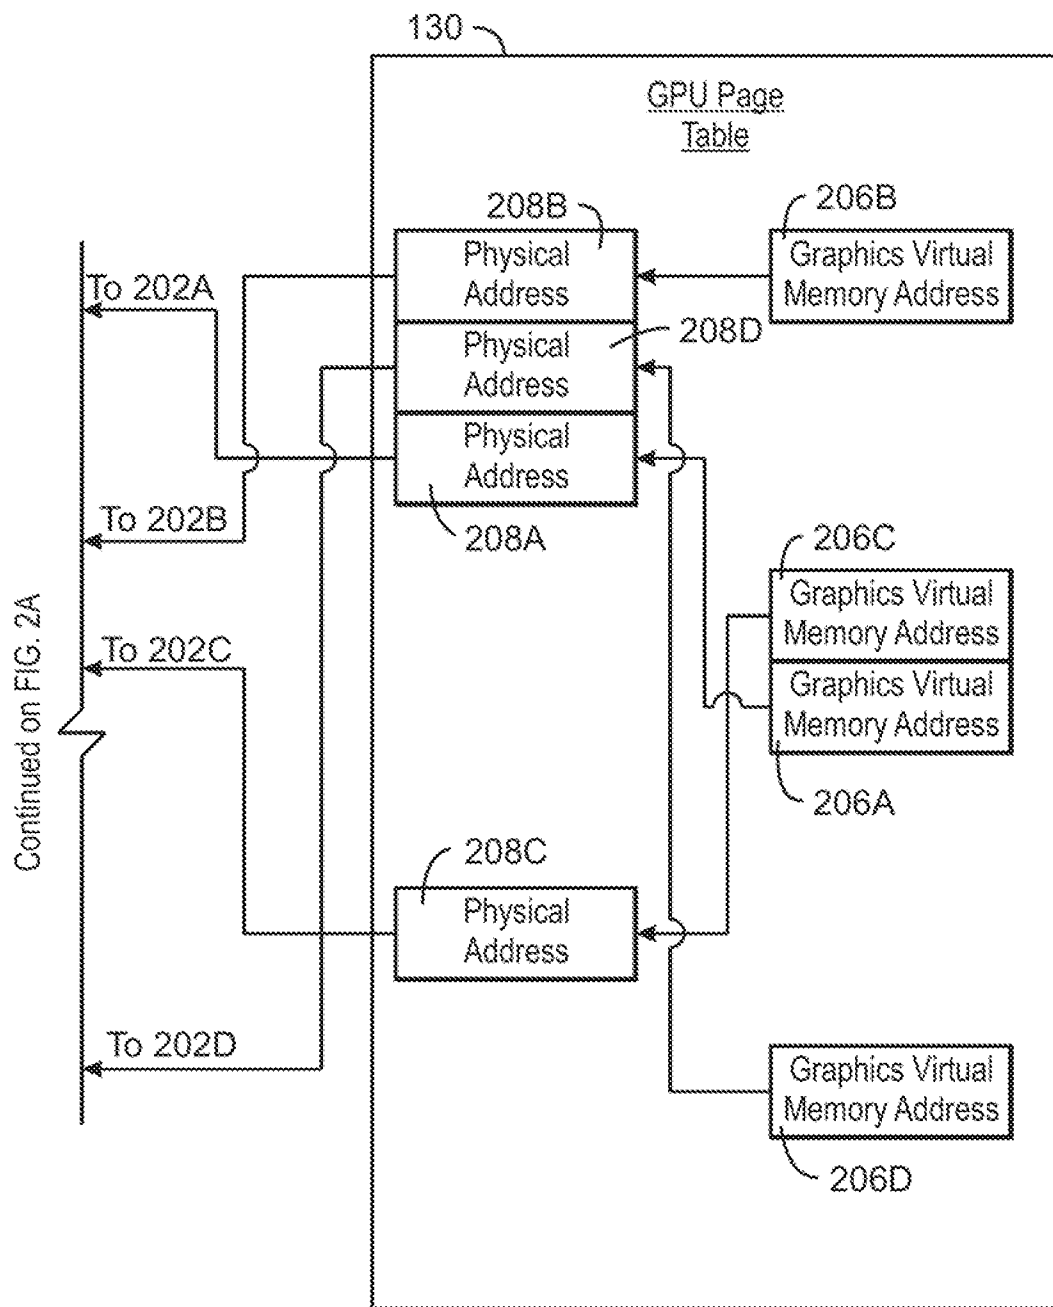 130
GPU Page
Table
208B
206B
Physical
Address
Graphics Virtual
Memory Address
To 202A
Physical
Address
208D
Physical
Address
To 202B
208A
206C
Graphics Virtual
Memory Address
To 202C
Graphics Virtual
Memory Address
Continued on FIG. 2A
206A
208C
Physical
Address
To 202D
Graphics Virtual
Memory Address
206D